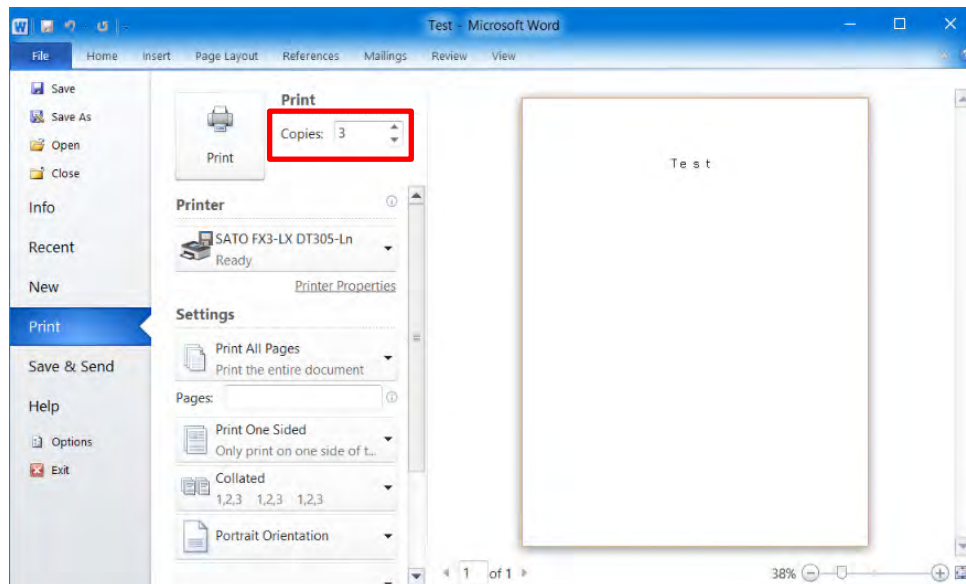 Test - Microsoft Word
File Home Insert Page Layout References Mailings Review View
Save
Save As
Open
Close
Info
Recent
New
Print
Save & Send
Help
Options
Exit
Print
Print
Copies: 3
Printer
SATO FX3-LX DT305-Ln
Ready
Printer Properties
Settings
Print All Pages
Print the entire document
Pages:
Print One Sided
Only print on one side of t...
Collated
1,2,3 1,2,3 1,2,3
Portrait Orientation
Test
1 of 1
38%